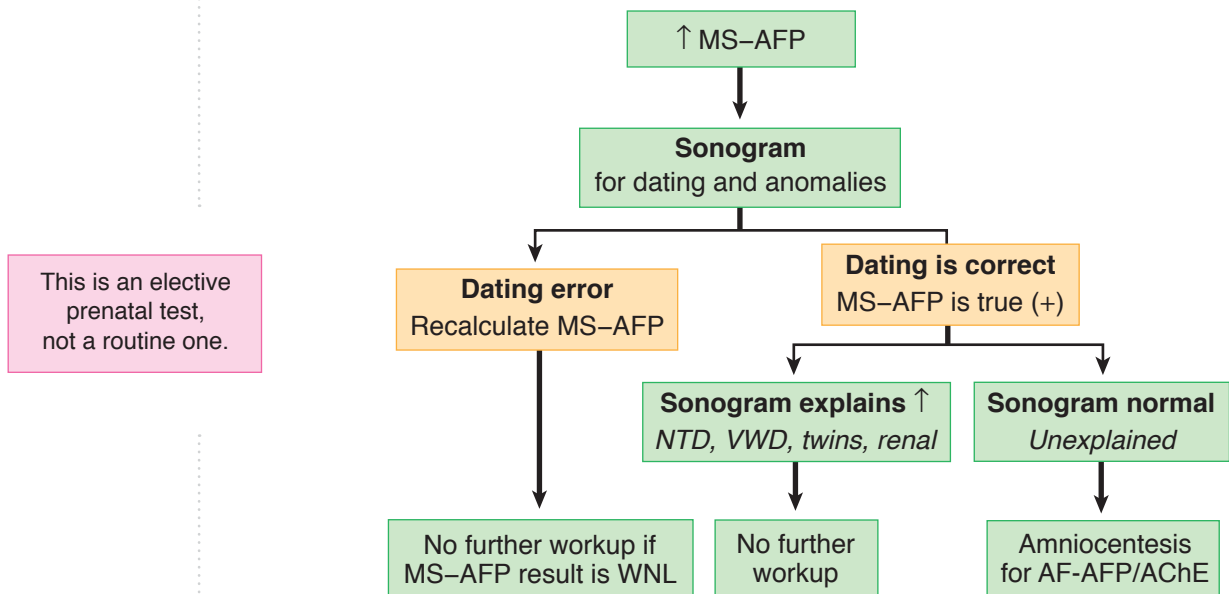 ↑ MS–AFP
Sonogram
for dating and anomalies
This is an elective
prenatal test,
not a routine one.
Dating error
Recalculate MS–AFP
Dating is correct
MS–AFP is true (+)
Sonogram explains ↑
NTD, VWD, twins, renal
Sonogram normal
Unexplained
No further workup if
MS–AFP result is WNL
No further
workup
Amniocentesis
for AF-AFP/AChE